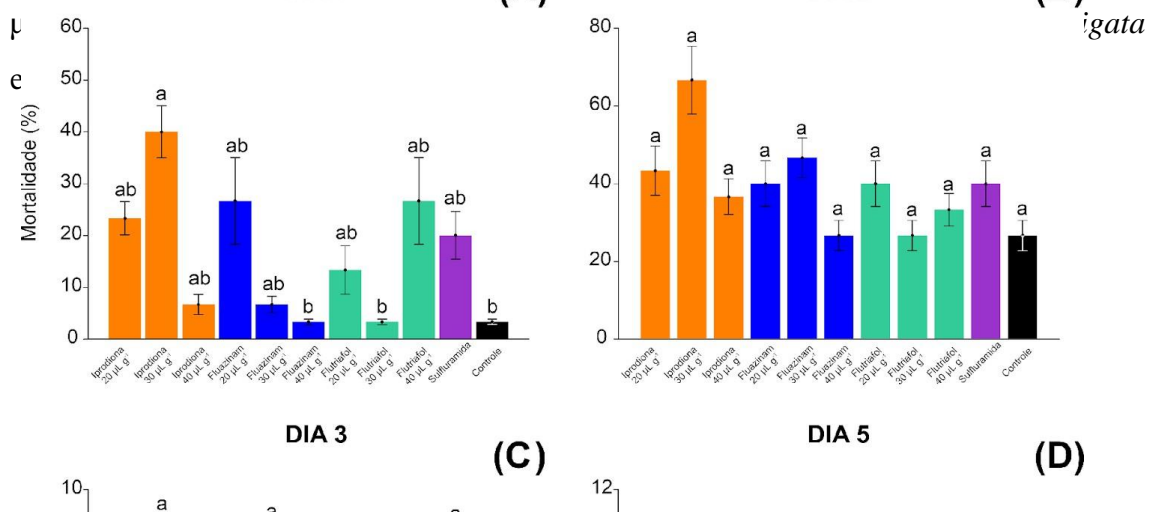 igata
μ
e
Mortalidade (%)
60
50
40
30
20
10
0
ab
a
ab
ab
ab
b
ab
b
ab
ab
b
Iprodiona 20 µL g-1
Iprodiona 30 µL g-1
Iprodiona 40 µL g-1
Fluazinam 20 µL g-1
Fluazinam 30 µL g-1
Fluazinam 40 µL g-1
Flutriafol 20 µL g-1
Flutriafol 30 µL g-1
Flutriafol 40 µL g-1
Sulfluramida
Controle
80
60
40
20
0
a
a
a
a
a
a
a
a
a
a
a
Iprodiona 20 µL g-1
Iprodiona 30 µL g-1
Iprodiona 40 µL g-1
Fluazinam 20 µL g-1
Fluazinam 30 µL g-1
Fluazinam 40 µL g-1
Flutriafol 20 µL g-1
Flutriafol 30 µL g-1
Flutriafol 40 µL g-1
Sulfluramida
Controle
DIA 3
DIA 5
(C)
(D)
10
a
a
a
12